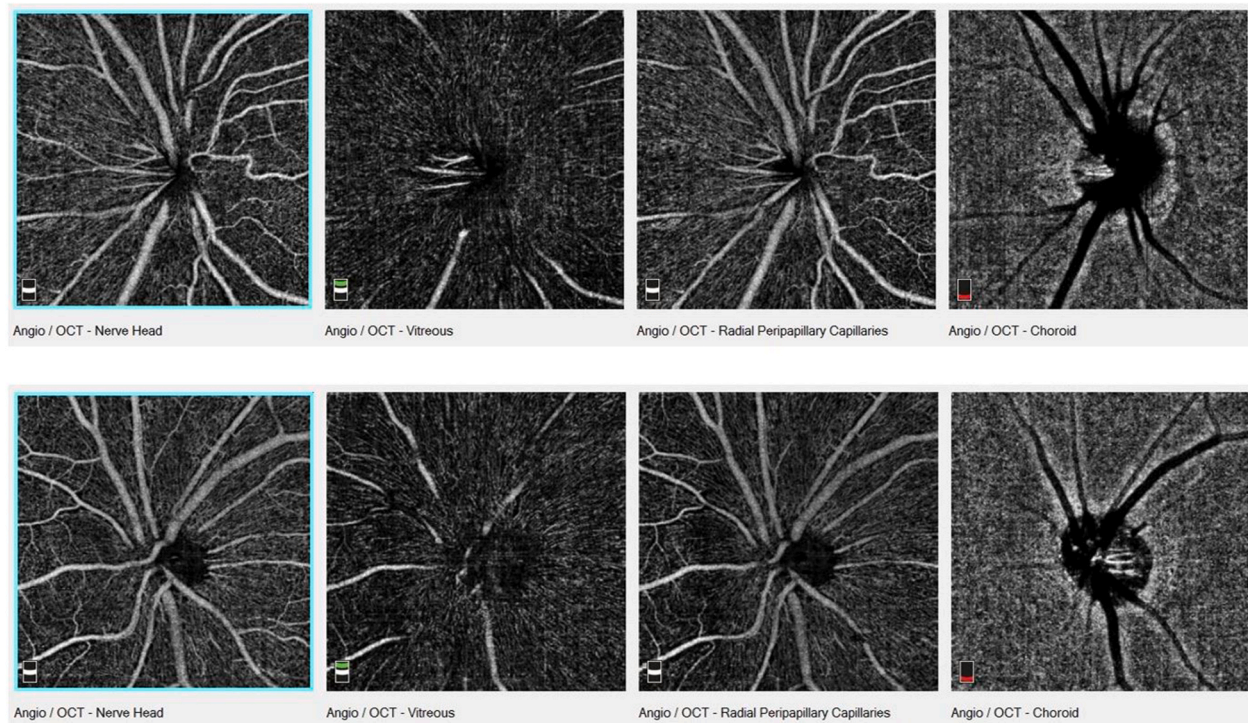 Angio / OCT - Nerve Head
Angio / OCT - Vitreous
Angio / OCT - Radial Peripapillary Capillaries
Angio / OCT - Choroid
Angio / OCT - Nerve Head
Angio / OCT - Vitreous
Angio / OCT - Radial Peripapillary Capillaries
Angio / OCT - Choroid